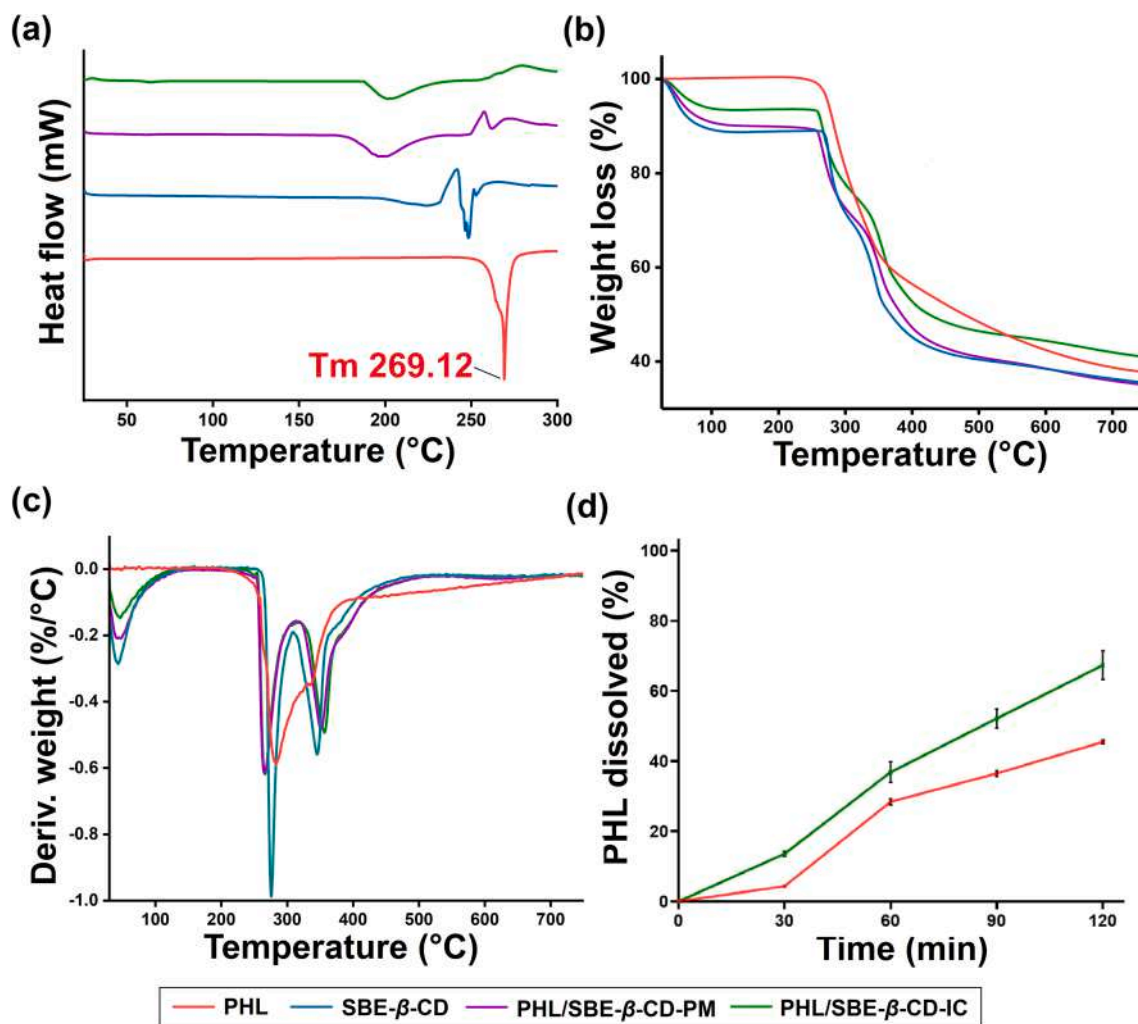 (a)
Heat flow (mW)
Tm 269.12
50 100 150 200 250 300
Temperature (°C)
(b)
Weight loss (%)
100
80
60
40
100 200 300 400 500 600 700
Temperature (°C)
(c)
Deriv. weight (%/°C)
0.0
-0.2
-0.4
-0.6
-0.8
-1.0
100 200 300 400 500 600 700
Temperature (°C)
(d)
PHL dissolved (%)
100
80
60
40
20
0
0 30 60 90 120
Time (min)
PHL SBE-β-CD PHL/SBE-β-CD-PM PHL/SBE-β-CD-IC